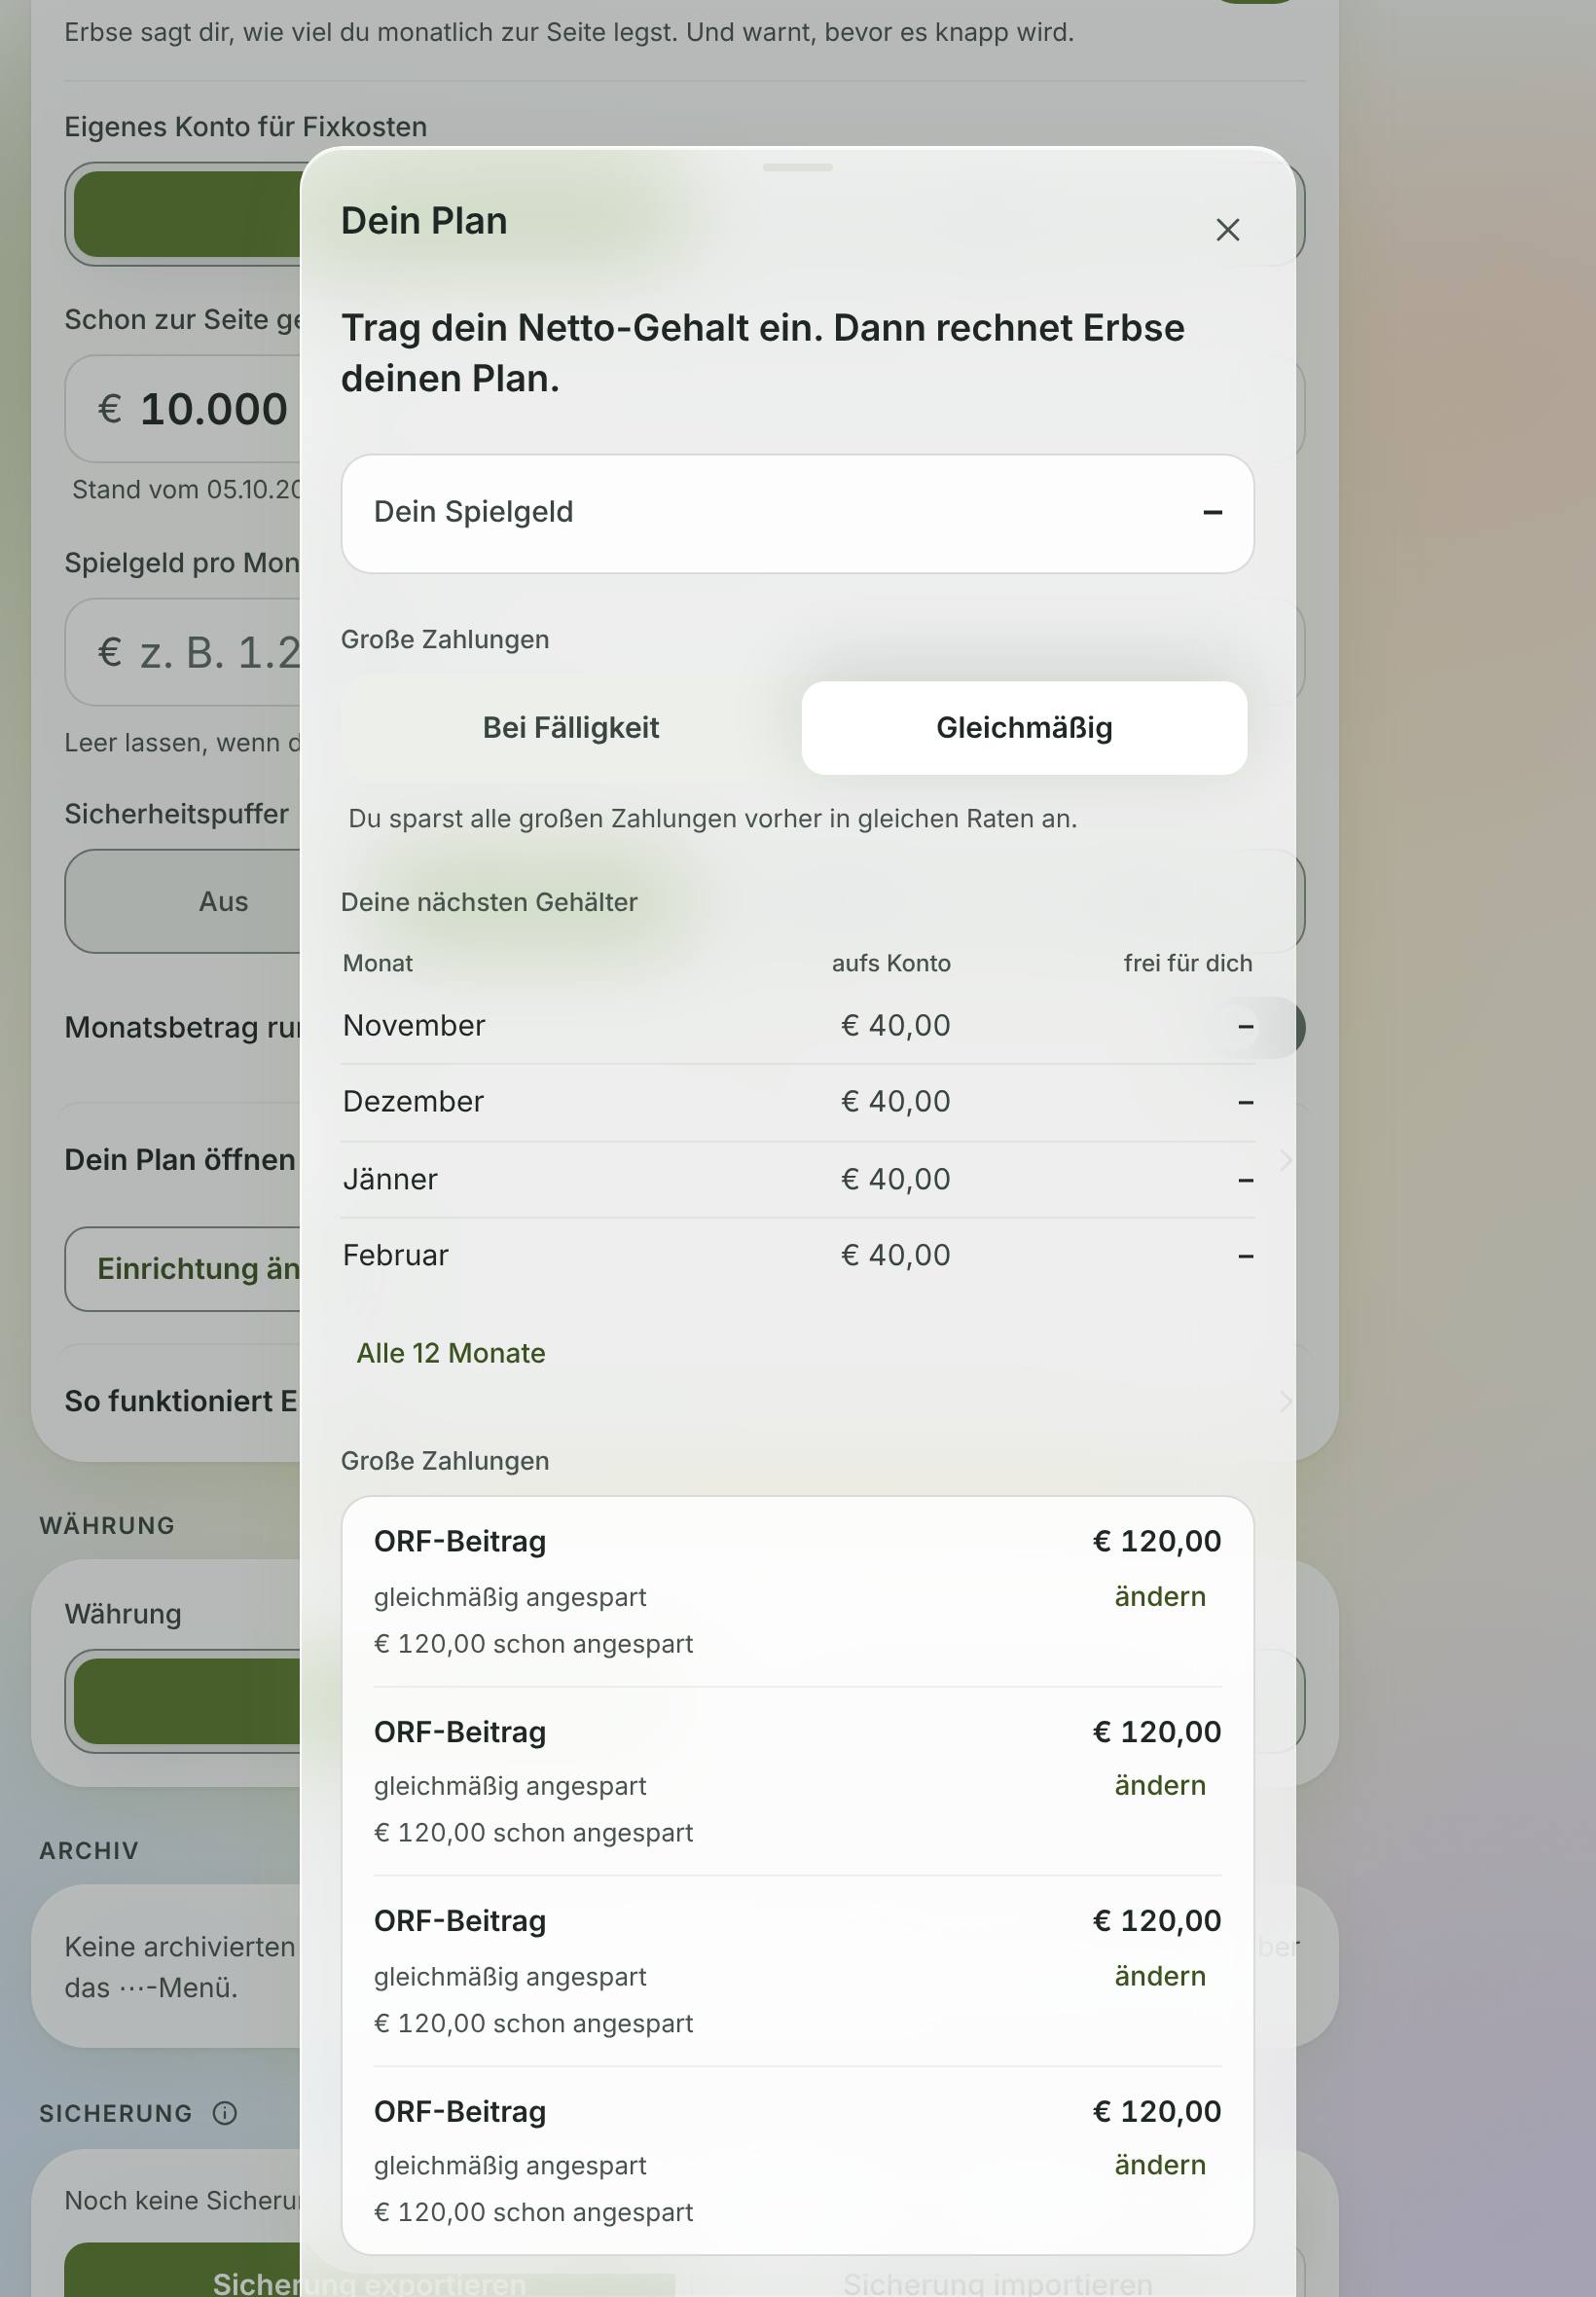 Erbse sagt dir, wie viel du monatlich zur Seite legst. Und warnt, bevor es knapp wird.
Eigenes Konto für Fixkosten
Schon zur Seite
€ 10.000
Stand vom 05.10.
Spielgeld pro
€ z. B.
Leer lassen, wenn
Sicherheitspuffer
Aus
Monatsbetrag
Dein Plan öffnen
Einrichtung
So funktioniert
WÄHRUNG
Währung
ARCHIV
Keine archivierten
das ···-Menü.
SICHERUNG
Noch keine
Dein Plan
Trag dein Netto-Gehalt ein. Dann rechnet Erbse
deinen Plan.
Dein Spielgeld –
Große Zahlungen
Bei Fälligkeit Gleichmäßig
Du sparst alle großen Zahlungen vorher in gleichen Raten an.
Deine nächsten Gehälter
Monat aufs Konto frei für dich
November € 40,00 –
Dezember € 40,00 –
Jänner € 40,00 –
Februar € 40,00 –
Alle 12 Monate
Große Zahlungen
ORF-Beitrag € 120,00
gleichmäßig angespart ändern
€ 120,00 schon angespart
ORF-Beitrag € 120,00
gleichmäßig angespart ändern
€ 120,00 schon angespart
ORF-Beitrag € 120,00
gleichmäßig angespart ändern
€ 120,00 schon angespart
ORF-Beitrag € 120,00
gleichmäßig angespart ändern
€ 120,00 schon angespart
Sicherung exportieren Sicherung importieren